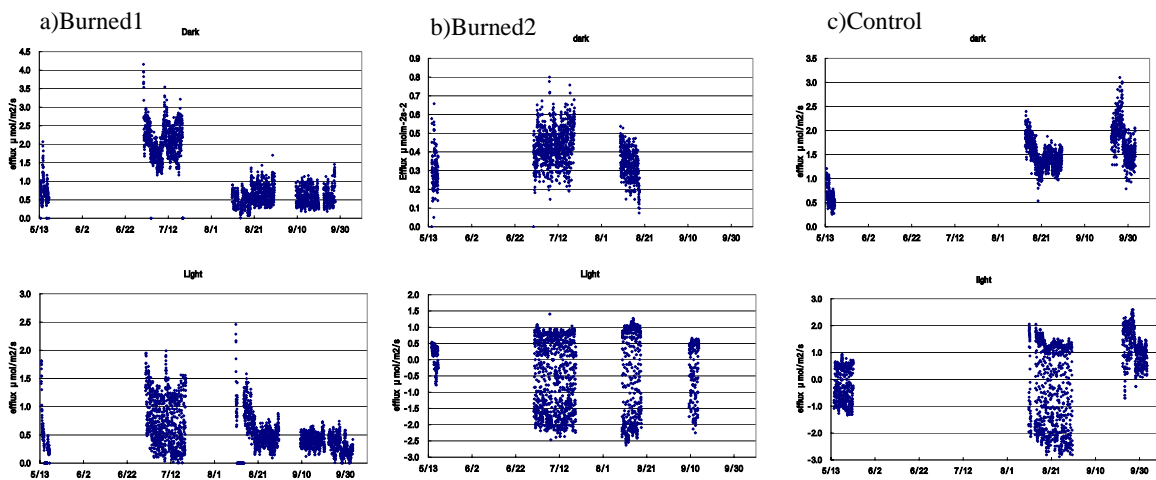 a)Burned1
b)Burned2
c)Control
Dark
efflux μmol/m2/s
4.5
4.0
3.5
3.0
2.5
2.0
1.5
1.0
0.5
0.0
5/13 6/2 6/22 7/12 8/1 8/21 9/10 9/30
dark
Efflux μmolm-2s-2
0.9
0.8
0.7
0.6
0.5
0.4
0.3
0.2
0.1
0.0
5/13 6/2 6/22 7/12 8/1 8/21 9/10 9/30
dark
efflux μmol/m2/s
3.5
3.0
2.5
2.0
1.5
1.0
0.5
0.0
5/13 6/2 6/22 7/12 8/1 8/21 9/10 9/30
Light
efflux μmol/m2/s
3.0
2.5
2.0
1.5
1.0
0.5
0.0
5/13 6/2 6/22 7/12 8/1 8/21 9/10 9/30
Light
efflux μmol/m2/s
2.0
1.5
1.0
0.5
0.0
-0.5
-1.0
-1.5
-2.0
-2.5
-3.0
5/13 6/2 6/22 7/12 8/1 8/21 9/10 9/30
light
efflux μmol/m2/s
3.0
2.0
1.0
0.0
-1.0
-2.0
-3.0
5/13 6/2 6/22 7/12 8/1 8/21 9/10 9/30